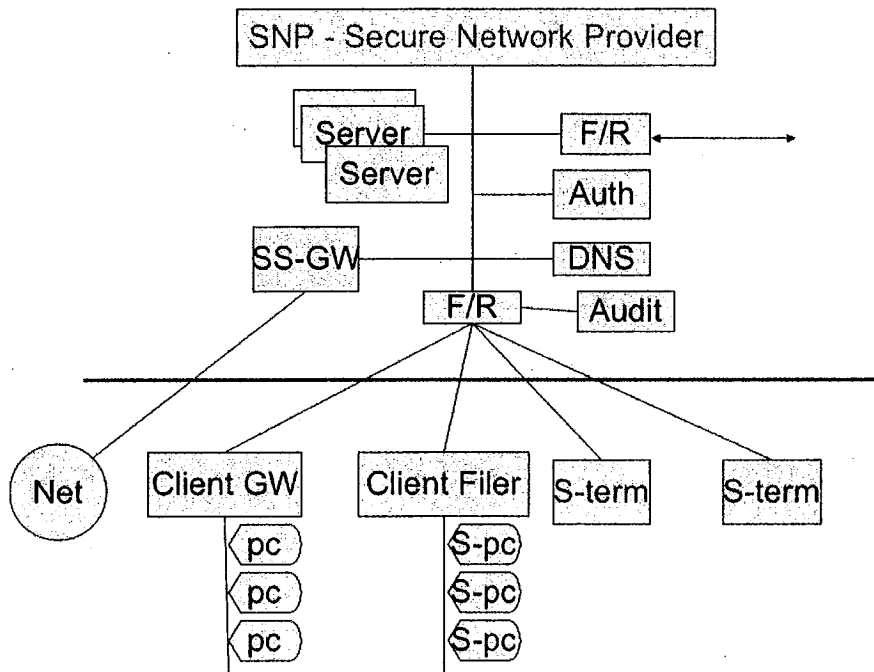 SNP - Secure Network Provider
Server
F/R
Server
Auth
SS-GW
DNS
F/R
Audit
Net
Client GW
Client Filer
S-term
S-term
pc
S-pc
pc
S-pc
pc
S-pc